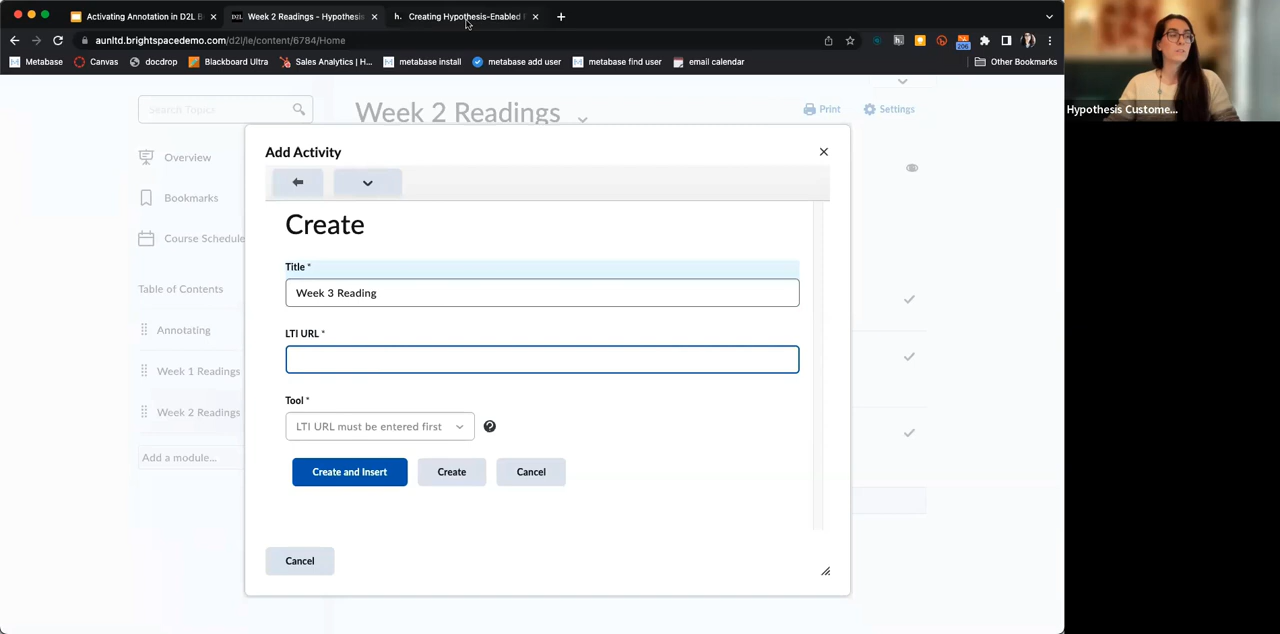 Activating Annotation in D2L B
D2L Week 2 Readings - Hypothesis
h. Creating Hypothesis-Enabled
aunltd.brightspacedemo.com/d2l/le/content/6784/Home
206
Metabase
Canvas
docdrop
Blackboard Ultra
Sales Analytics | H...
metabase install
metabase add user
metabase find user
email calendar
Other Bookmarks
Hypothesis Custome...
Search Topics
Week 2 Readings
Print
Settings
Overview
Bookmarks
Course Schedule
Table of Contents
Annotating
Week 1 Readings
Week 2 Readings
Add a module...
Add Activity
Create
Title *
Week 3 Reading
LTI URL *
Tool *
LTI URL must be entered first
Create and Insert
Create
Cancel
Cancel